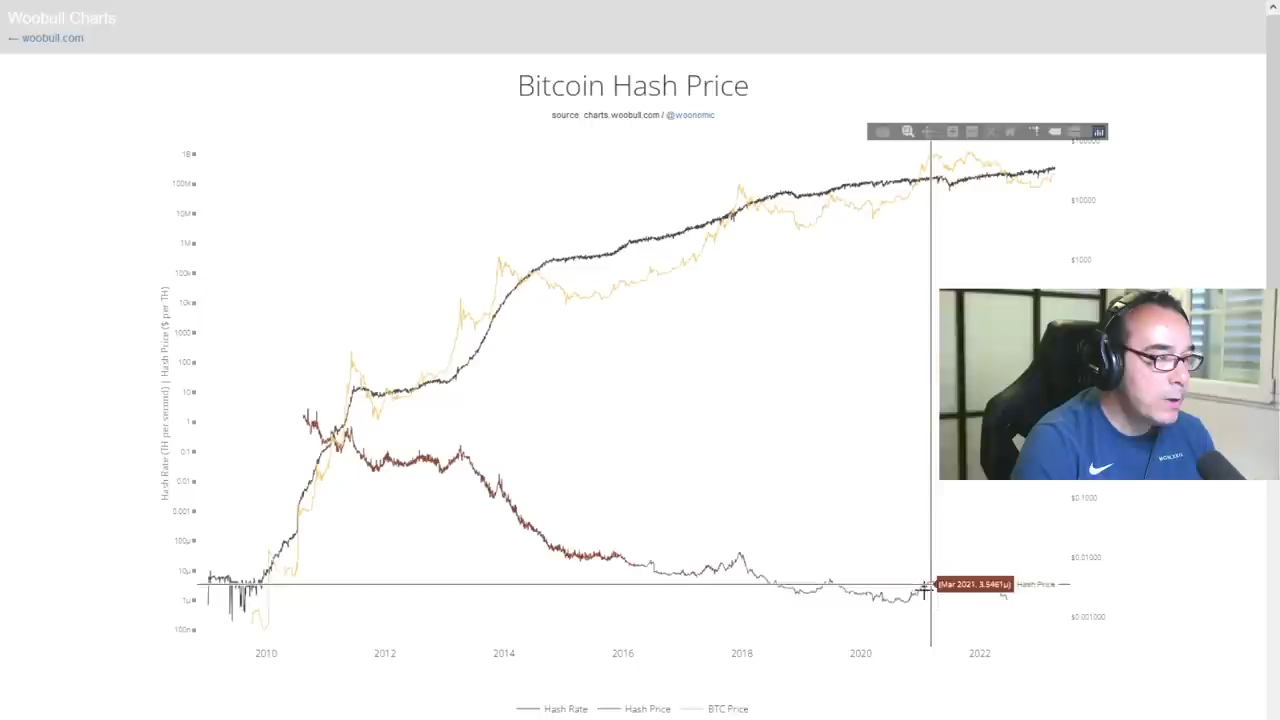 Woobull Charts
← woobull.com
Bitcoin Hash Price
source: charts.woobull.com / @woonomic
1B
100M
10M
1M
100k
10k
1000
100
10
1
0.1
0.01
0.001
100μ
10μ
1μ
100n
Hash Rate (TH per second) | Hash Price ($ per TH)
$100000
$10000
$1000
$0.1000
$0.01000
$0.001000
(Mar 2021, 3.5461μ)
Hash Price
2010
2012
2014
2016
2018
2020
2022
Hash Rate
Hash Price
BTC Price